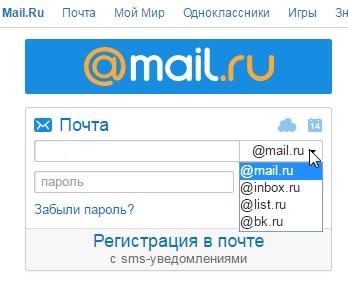 Mail.Ru Почта Мой Мир Одноклассники Игры Зн
@mail.ru
Почта 14
@mail.ru
@mail.ru
пароль
@inbox.ru
@list.ru
Забыли пароль?
@bk.ru
Регистрация в почте
с sms-уведомлениями